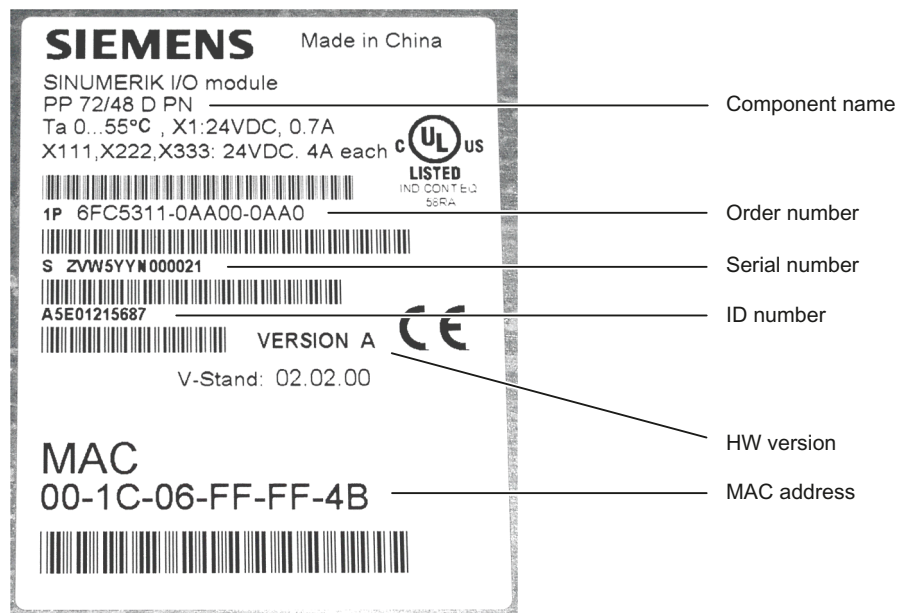 SIEMENS Made in China
SINUMERIK I/O module
PP 72/48 D PN
Component name
Ta 0...55°C , X1:24VDC, 0.7A
X111,X222,X333: 24VDC. 4A each
C UL US
LISTED
IND CONT EQ
58RA
1P 6FC5311-0AA00-0AA0
Order number
S ZVW5YYN000021
Serial number
A5E01215687
ID number
VERSION A CE
HW version
V-Stand: 02.02.00
MAC
00-1C-06-FF-FF-4B
MAC address